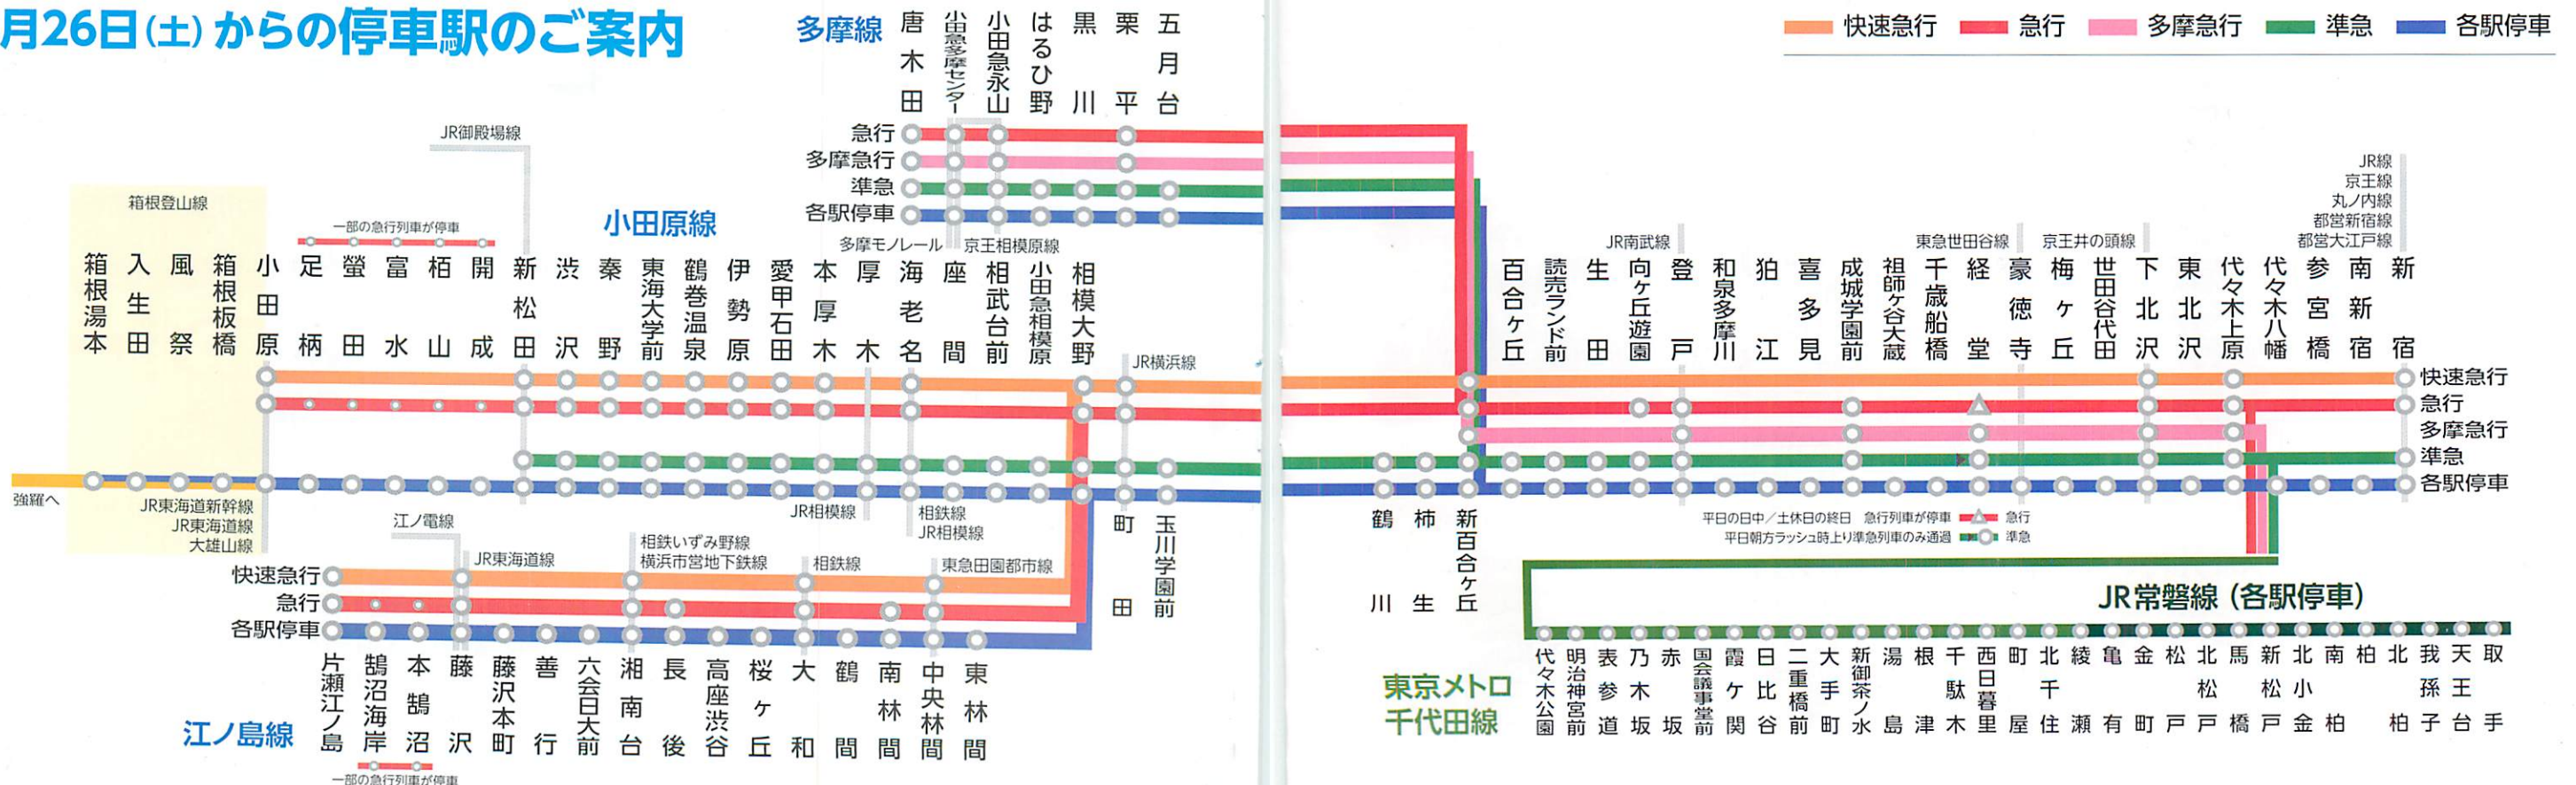 月26日(土)からの停車駅のご案内
快速急行 急行 多摩急行 準急 各駅停車
多摩線
唐木田
小田急多摩センター
小田急永山
はるひ野
黒川
栗平
五月台
急行
多摩急行
準急
各駅停車
多摩モノレール
京王相模原線
JR御殿場線
箱根登山線
一部の急行列車が停車
小田原線
箱根湯本
入生田
風祭
箱根板橋
小田原
足柄
螢田
富水
栢山
開成
新松田
渋沢
秦野
東海大学前
鶴巻温泉
伊勢原
愛甲石田
本厚木
厚木
海老名
座間
相武台前
小田急相模原
相模大野
JR横浜線
町田
玉川学園前
鶴川
柿生
新百合ヶ丘
百合ヶ丘
読売ランド前
生田
向ヶ丘遊園
登戸
和泉多摩川
狛江
喜多見
成城学園前
祖師ヶ谷大蔵
千歳船橋
経堂
豪徳寺
梅ヶ丘
世田谷代田
下北沢
東北沢
代々木上原
代々木八幡
参宮橋
南新宿
新宿
JR南武線
東急世田谷線
京王井の頭線
JR線
京王線
丸ノ内線
都営新宿線
都営大江戸線
快速急行
急行
多摩急行
準急
各駅停車
強羅へ
JR東海道新幹線
JR東海道線
大雄山線
JR相模線
相鉄線
JR相模線
平日の日中/土休日の終日 急行列車が停車 急行
平日朝方ラッシュ時上り準急列車のみ通過 準急
江ノ電線
JR東海道線
相鉄いずみ野線
横浜市営地下鉄線
相鉄線
東急田園都市線
快速急行
急行
各駅停車
江ノ島線
片瀬江ノ島
鵠沼海岸
本鵠沼
藤沢
藤沢本町
善行
六会日大前
湘南台
長後
高座渋谷
桜ヶ丘
大和
鶴間
南林間
中央林間
東林間
一部の急行列車が停車
JR常磐線(各駅停車)
東京メトロ
千代田線
代々木公園
明治神宮前
表参道
乃木坂
赤坂
国会議事堂前
霞ヶ関
日比谷
二重橋前
大手町
新御茶ノ水
湯島
根津
千駄木
西日暮里
町屋
北千住
綾瀬
亀有
金町
松戸
北松戸
馬橋
新松戸
北小金
南柏
柏
北柏
我孫子
天王台
取手